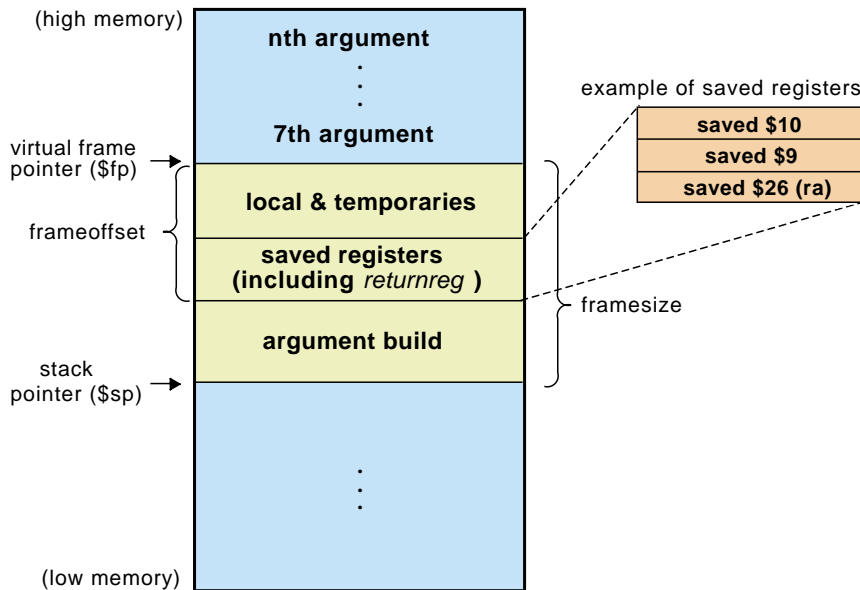 (high memory)
nth argument
.
.
.
7th argument
example of saved registers
saved $10
saved $9
saved $26 (ra)
virtual frame
pointer ($fp)
frameoffset
local & temporaries
saved registers
(including returnreg )
framesize
argument build
stack
pointer ($sp)
.
.
.
(low memory)